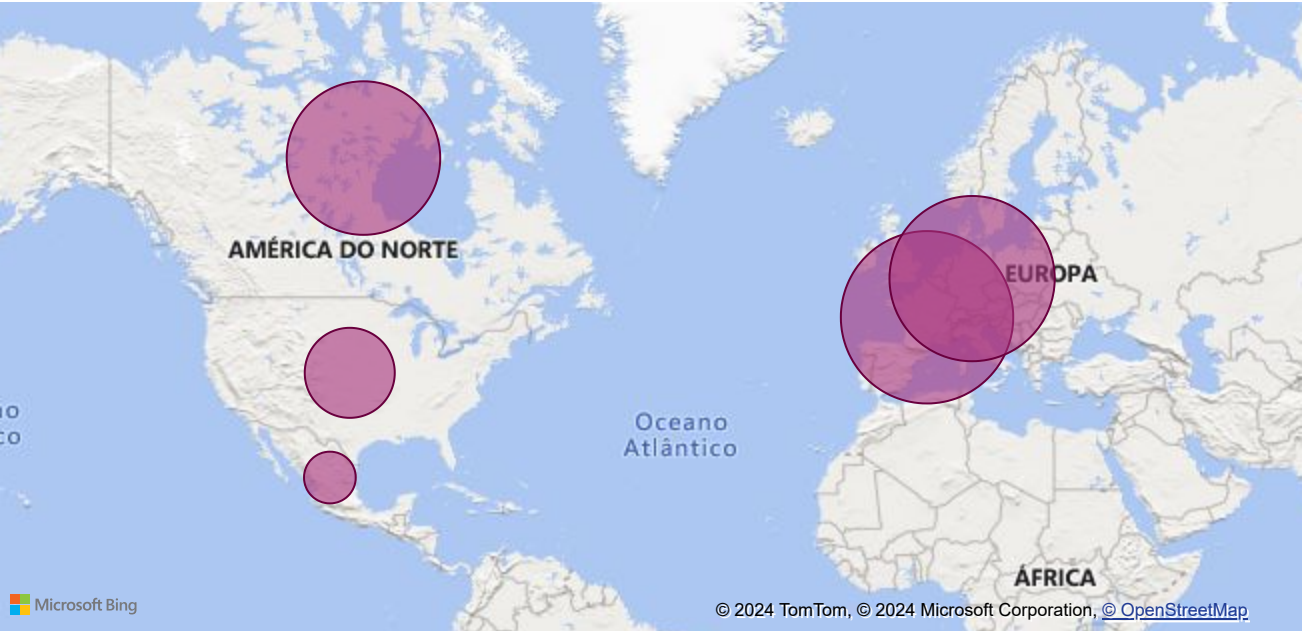 AMÉRICA DO NORTE
EUROPA
Oceano
Atlântico
ÁFRICA
Microsoft Bing
© 2024 TomTom, © 2024 Microsoft Corporation, © OpenStreetMap